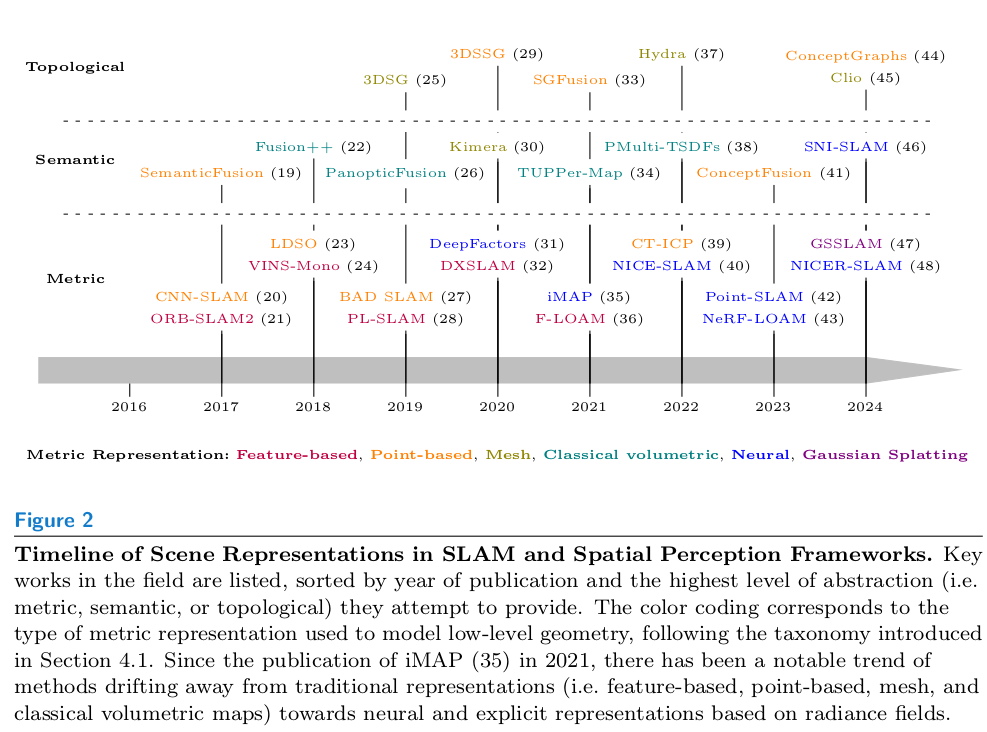 3DSSG (29) Hydra (37) ConceptGraphs (44)
Topological
3DSG (25) SGFusion (33) Clio (45)
Fusion++ (22) Kimera (30) PMulti-TSDFs (38) SNI-SLAM (46)
Semantic
SemanticFusion (19) PanopticFusion (26) TUPPer-Map (34) ConceptFusion (41)
LDSO (23) DeepFactors (31) CT-ICP (39) GSSLAM (47)
VINS-Mono (24) DXSLAM (32) NICE-SLAM (40) NICER-SLAM (48)
Metric
CNN-SLAM (20) BAD SLAM (27) iMAP (35) Point-SLAM (42)
ORB-SLAM2 (21) PL-SLAM (28) F-LOAM (36) NeRF-LOAM (43)
2016 2017 2018 2019 2020 2021 2022 2023 2024
Metric Representation: Feature-based, Point-based, Mesh, Classical volumetric, Neural, Gaussian Splatting
Figure 2
Timeline of Scene Representations in SLAM and Spatial Perception Frameworks. Key
works in the field are listed, sorted by year of publication and the highest level of abstraction (i.e.
metric, semantic, or topological) they attempt to provide. The color coding corresponds to the
type of metric representation used to model low-level geometry, following the taxonomy introduced
in Section 4.1. Since the publication of iMAP (35) in 2021, there has been a notable trend of
methods drifting away from traditional representations (i.e. feature-based, point-based, mesh, and
classical volumetric maps) towards neural and explicit representations based on radiance fields.